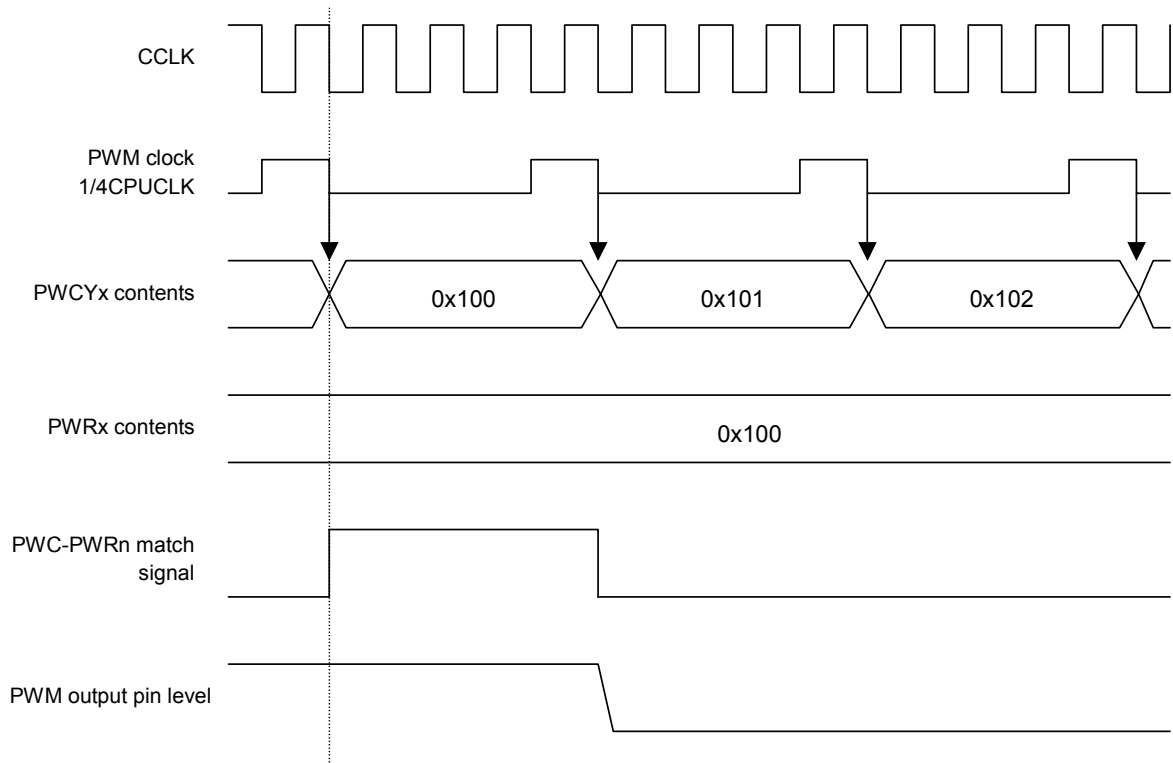 CCLK
PWM clock
1/4CPUCLK
PWCYx contents
0x100
0x101
0x102
PWRx contents
0x100
PWC-PWRn match
signal
PWM output pin level